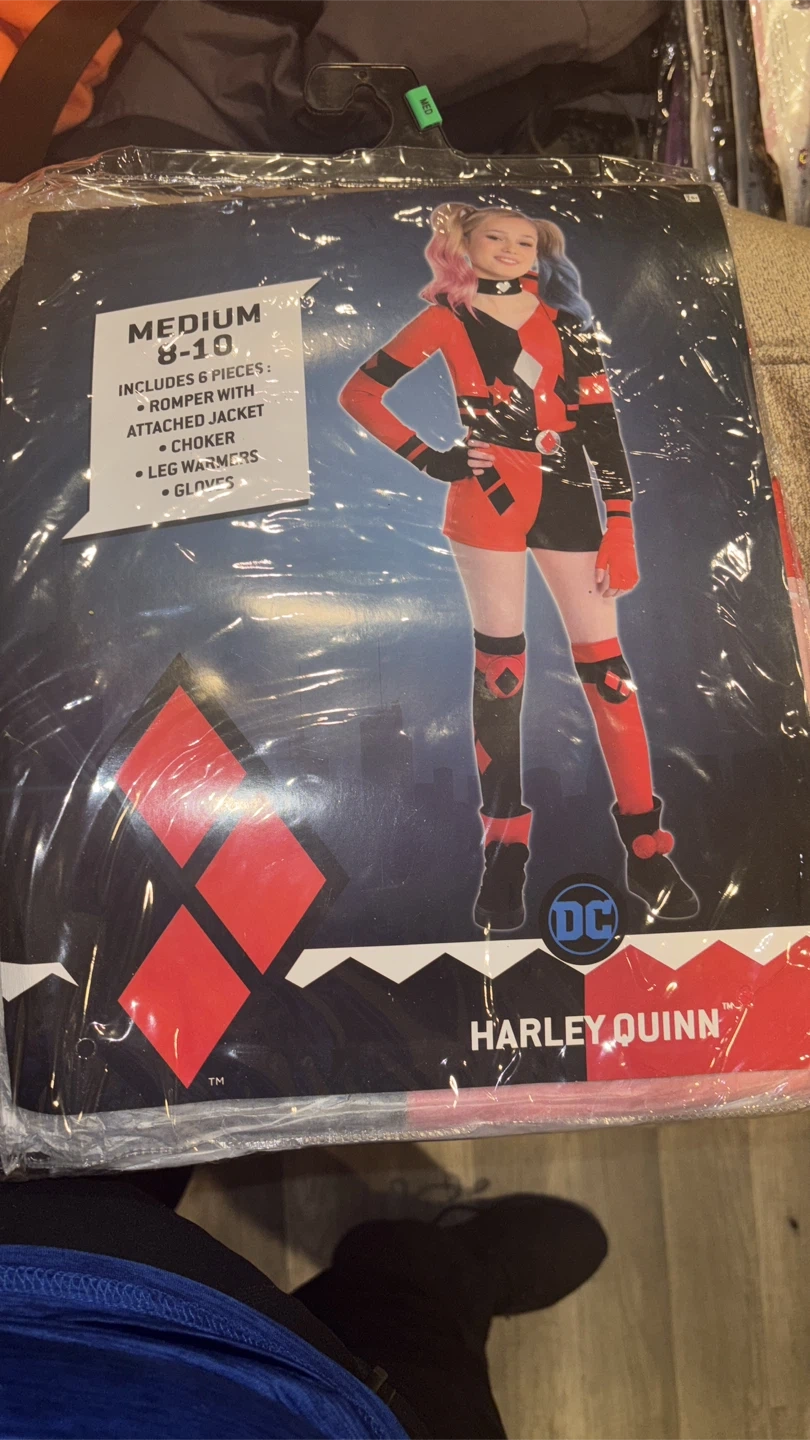 MED
MEDIUM
8-10
INCLUDES 6 PIECES:
• ROMPER WITH
ATTACHED JACKET
• CHOKER
• LEG WARMERS
• GLOVES
DC
HARLEY QUINN™
TM